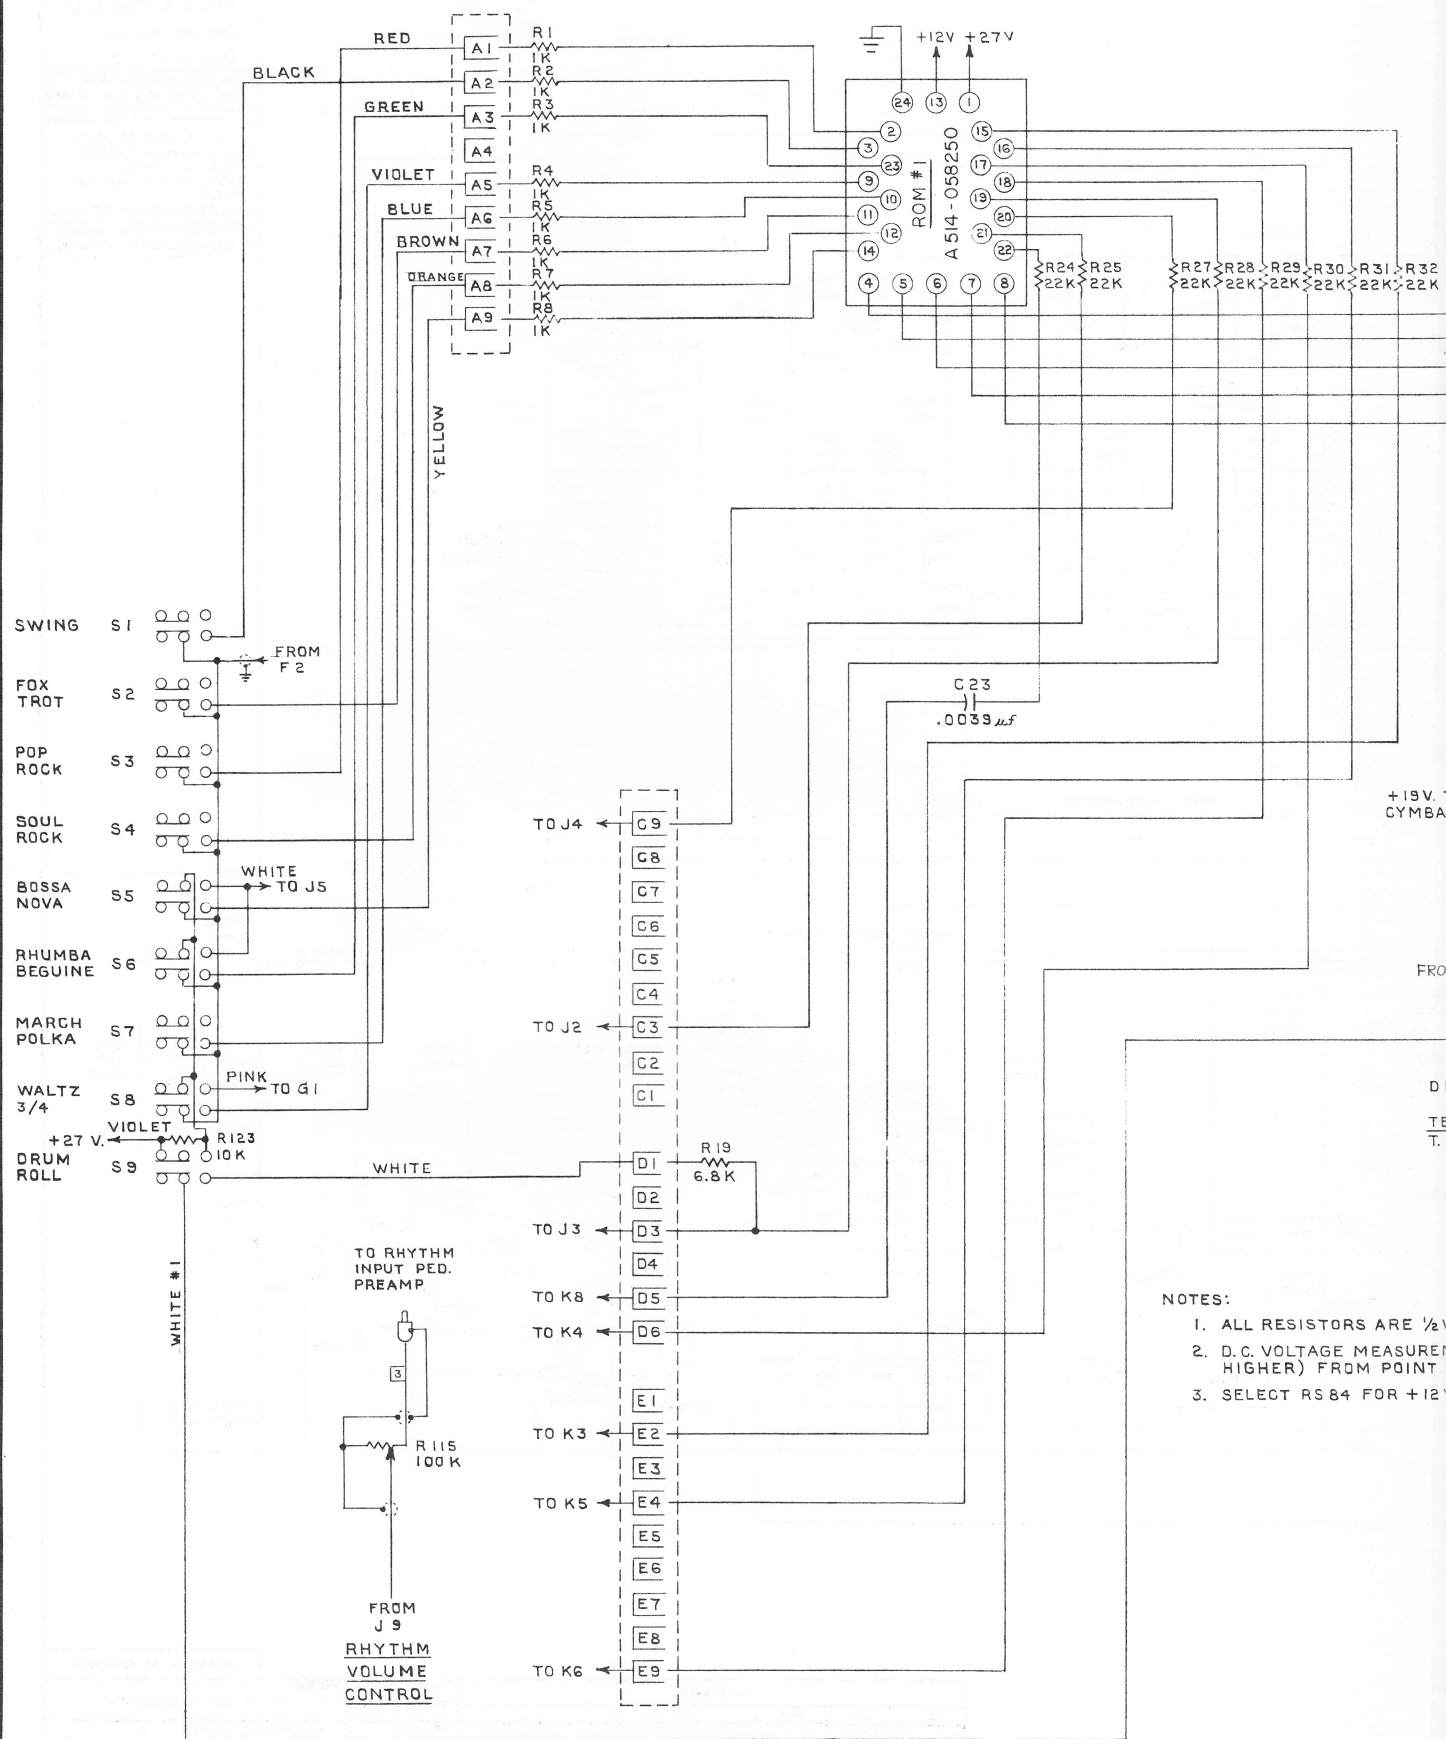 RED
BLACK
GREEN
VIOLET
BLUE
BROWN
ORANGE
YELLOW
A1
A2
A3
A4
A5
A6
A7
A8
A9
R1
1K
R2
1K
R3
1K
R4
1K
R5
1K
R6
1K
R7
1K
R8
1K
+12V +27V
24 13 1
2 15
3 16
23 17
9 18
10 19
11 20
12 21
14 22
4 5 6 7 8
ROM #1
A514-058250
R24
22K
R25
22K
R27
22K
R28
22K
R29
22K
R30
22K
R31
22K
R32
22K
SWING S1
FROM
F2
FOX
TROT
S2
POP
ROCK
S3
SOUL
ROCK
S4
BOSSA
NOVA
S5
WHITE
TO J5
RHUMBA
BEGUINE
S6
MARCH
POLKA
S7
WALTZ
3/4
S8
PINK
TO G1
VIOLET
+27 V.
R123
10K
DRUM
ROLL
S9
WHITE
WHITE #1
C23
.0039 µf
+19V.
CYMBA
FRO
TO J4
C9
C8
C7
C6
C5
C4
TO J2
C3
C2
C1
D1
R19
6.8K
D2
TO J3
D3
D4
TO K8
D5
TO K4
D6
E1
TO K3
E2
E3
TO K5
E4
E5
E6
E7
E8
TO K6
E9
TO RHYTHM
INPUT PED.
PREAMP
3
R115
100K
FROM
J9
RHYTHM
VOLUME
CONTROL
D
TE
T.
NOTES:
1. ALL RESISTORS ARE 1/2
2. D.C. VOLTAGE MEASUREM
HIGHER) FROM POINT
3. SELECT RS84 FOR +12